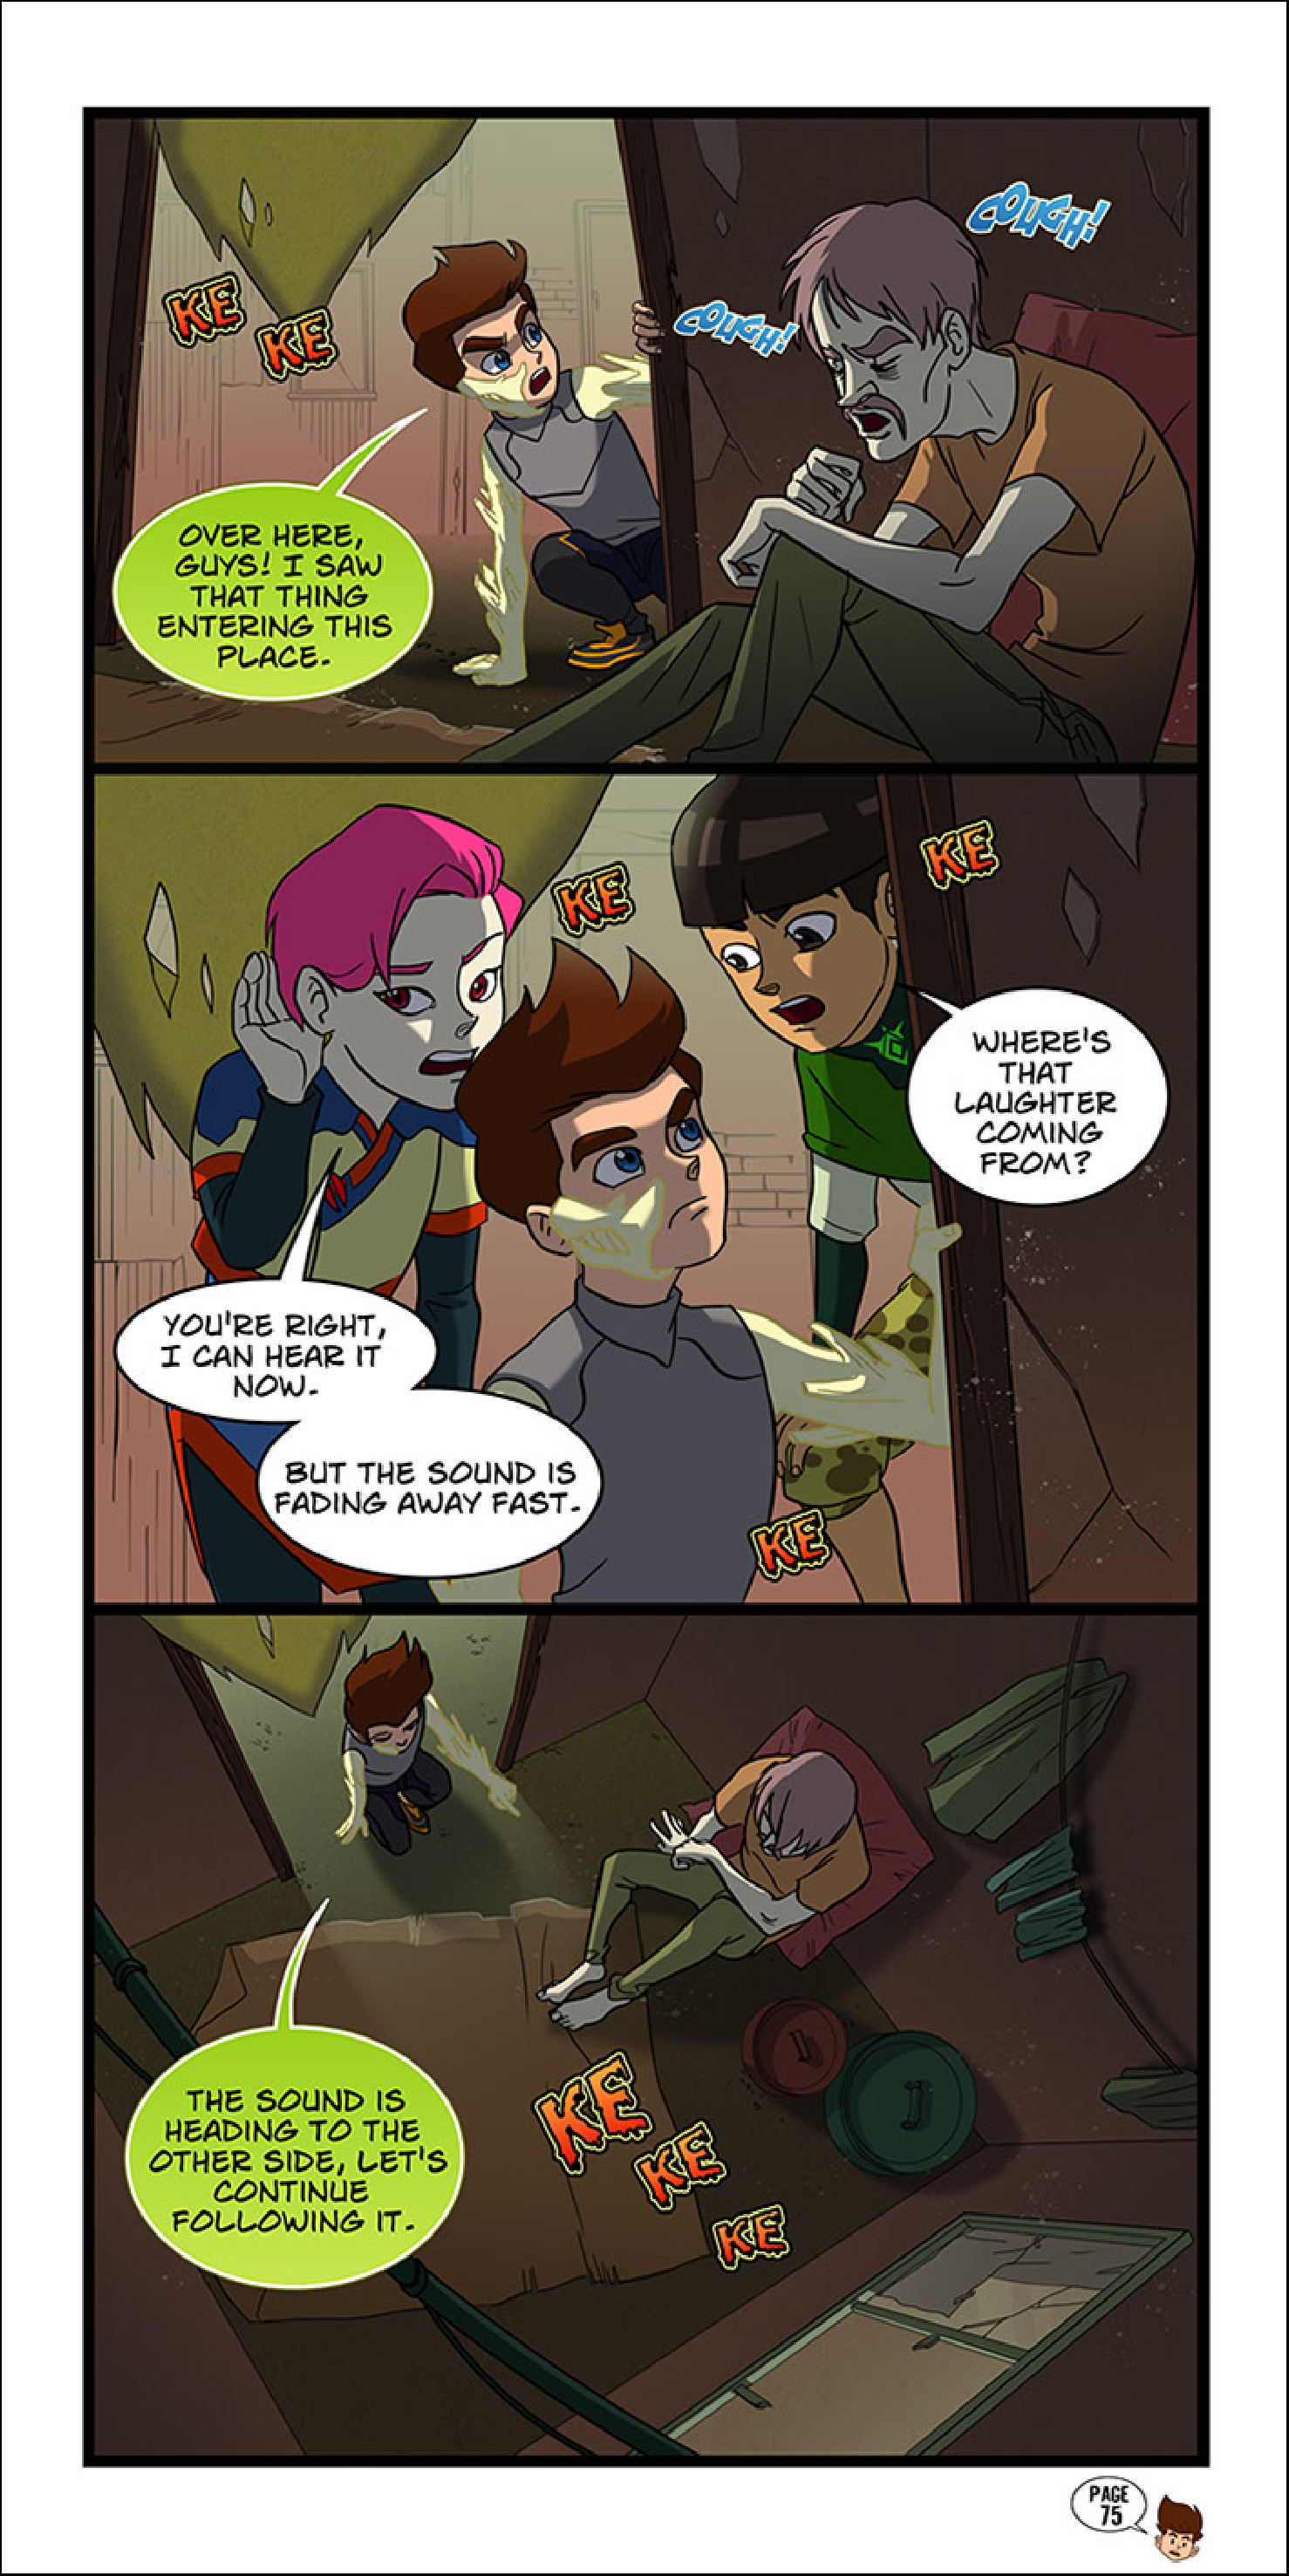 COUGH!
COUGH!
KE
KE
OVER HERE,
GUYS! I SAW
THAT THING
ENTERING THIS
PLACE.
KE
KE
WHERE'S
THAT
LAUGHTER
COMING
FROM?
YOU'RE RIGHT,
I CAN HEAR IT
NOW.
BUT THE SOUND IS
FADING AWAY FAST.
KE
THE SOUND IS
HEADING TO THE
OTHER SIDE, LET'S
CONTINUE
FOLLOWING IT.
KE
KE
KE
PAGE
75